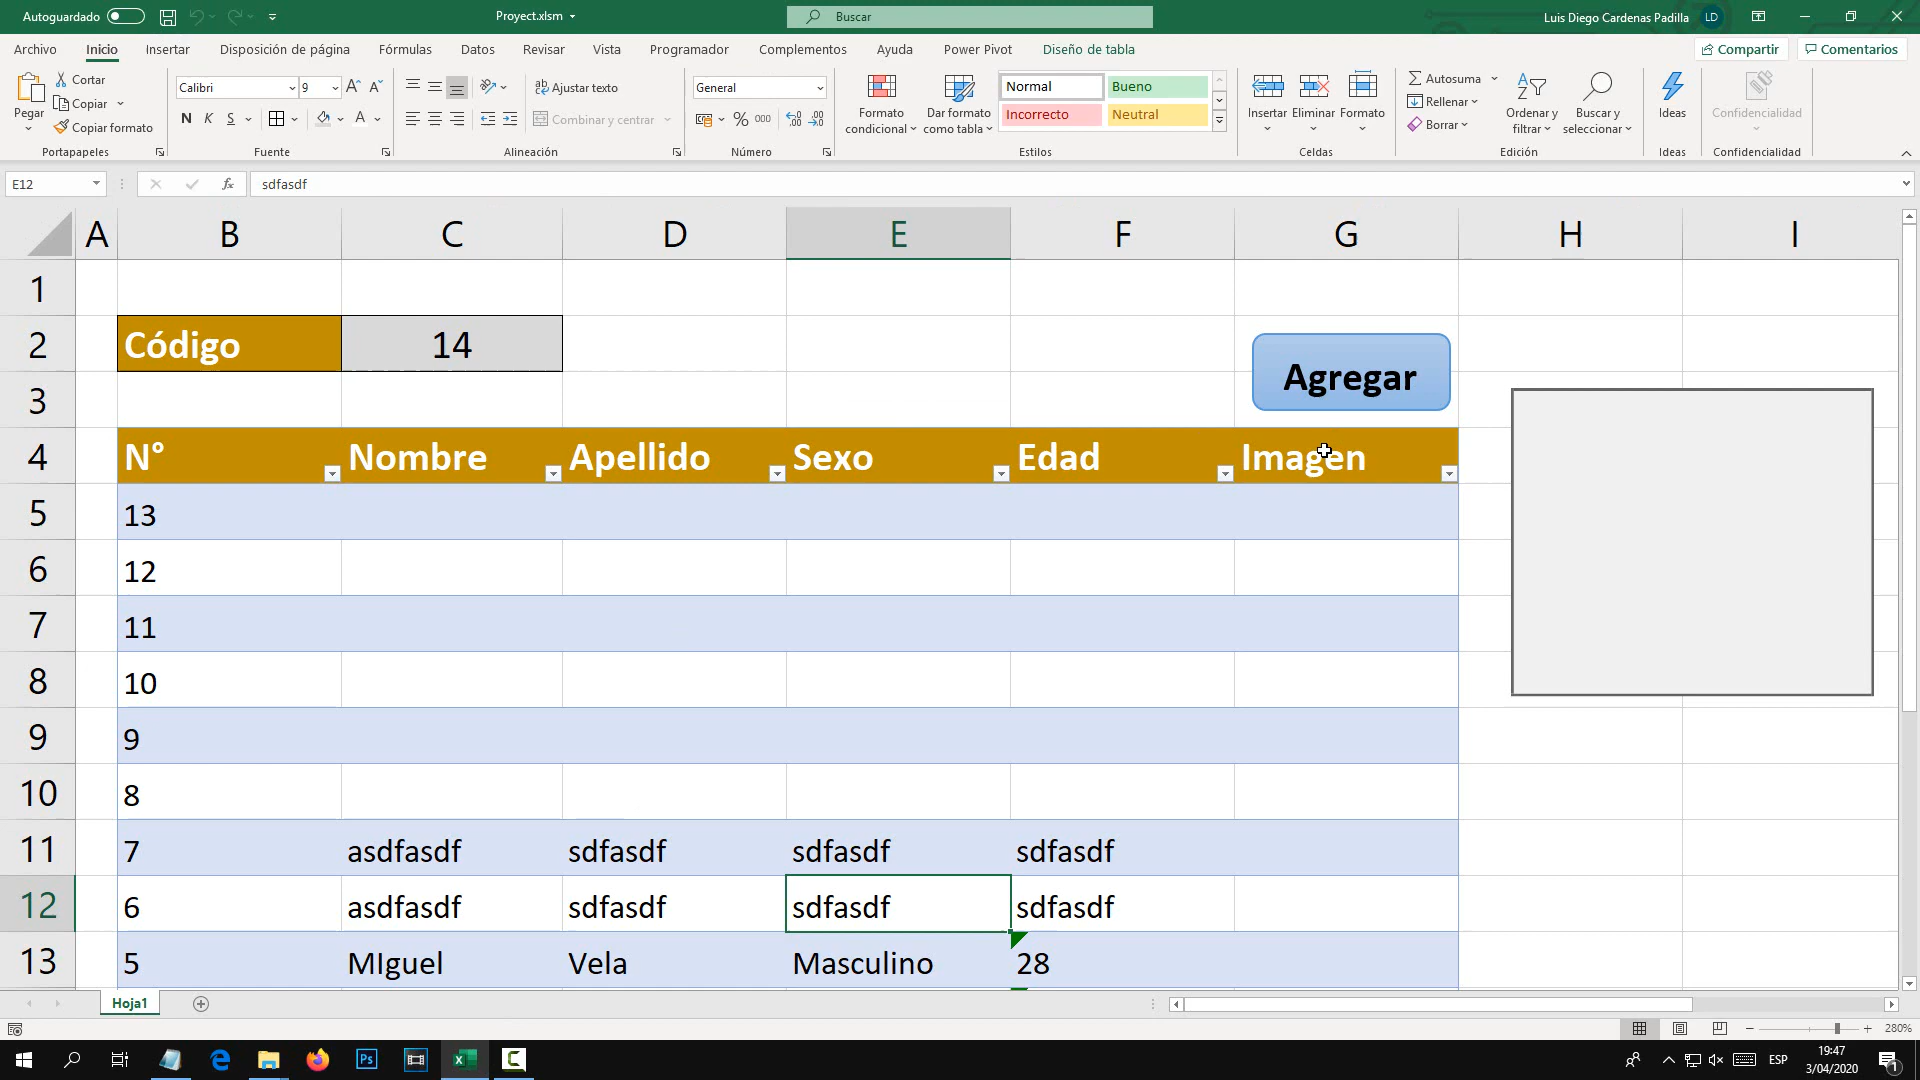 Autoguardado
Proyect.xlsm
Buscar
Luis Diego Cardenas Padilla
LD
Archivo
Inicio
Insertar
Disposición de página
Fórmulas
Datos
Revisar
Vista
Programador
Complementos
Ayuda
Power Pivot
Diseño de tabla
Compartir
Comentarios
Pegar
Cortar
Copiar
Copiar formato
Portapapeles
Calibri
9
N
K
S
Fuente
Ajustar texto
Combinar y centrar
Alineación
General
%
000
Número
Formato condicional
Dar formato como tabla
Normal
Bueno
Incorrecto
Neutral
Estilos
Insertar
Eliminar
Formato
Celdas
Autosuma
Rellenar
Borrar
Ordenar y filtrar
Buscar y seleccionar
Edición
Ideas
Ideas
Confidencialidad
Confidencialidad
E12
fx
sdfasdf
A B C D E F G H I
1
2 Código 14
Agregar
3
4 N° Nombre Apellido Sexo Edad Imagen
5 13
6 12
7 11
8 10
9 9
10 8
11 7 asdfasdf sdfasdf sdfasdf sdfasdf
12 6 asdfasdf sdfasdf sdfasdf sdfasdf
13 5 MIguel Vela Masculino 28
Hoja1
280%
Ps
ESP
19:47
3/04/2020
1